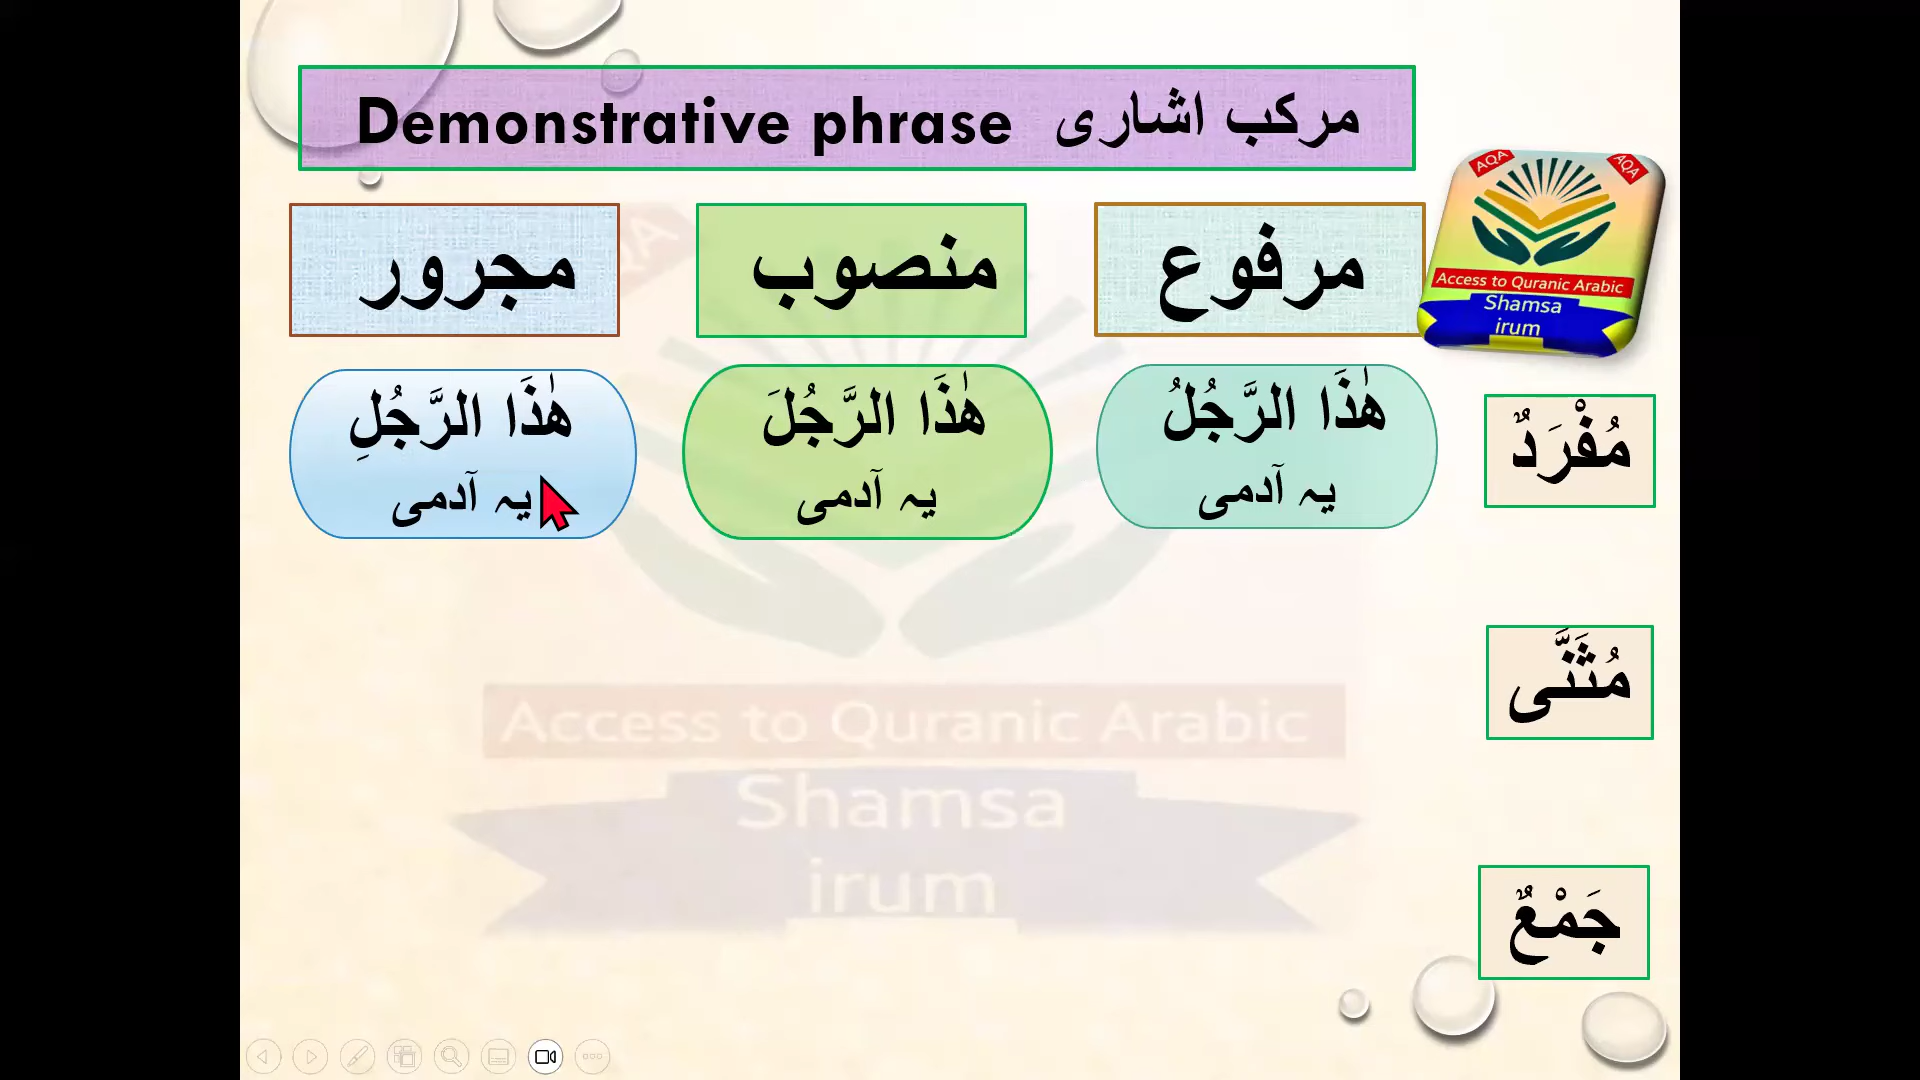 مرکب اشاری Demonstrative phrase
مرفوع
منصوب
مجرور
AQA
AQA
Access to Quranic Arabic
Shamsa
irum
مُفْرَدٌ
هٰذَا الرَّجُلُ
یہ آدمی
هٰذَا الرَّجُلَ
یہ آدمی
هٰذَا الرَّجُلِ
یہ آدمی
مُثَنَّی
جَمْعٌ
Access to Quranic Arabic
Shamsa
irum